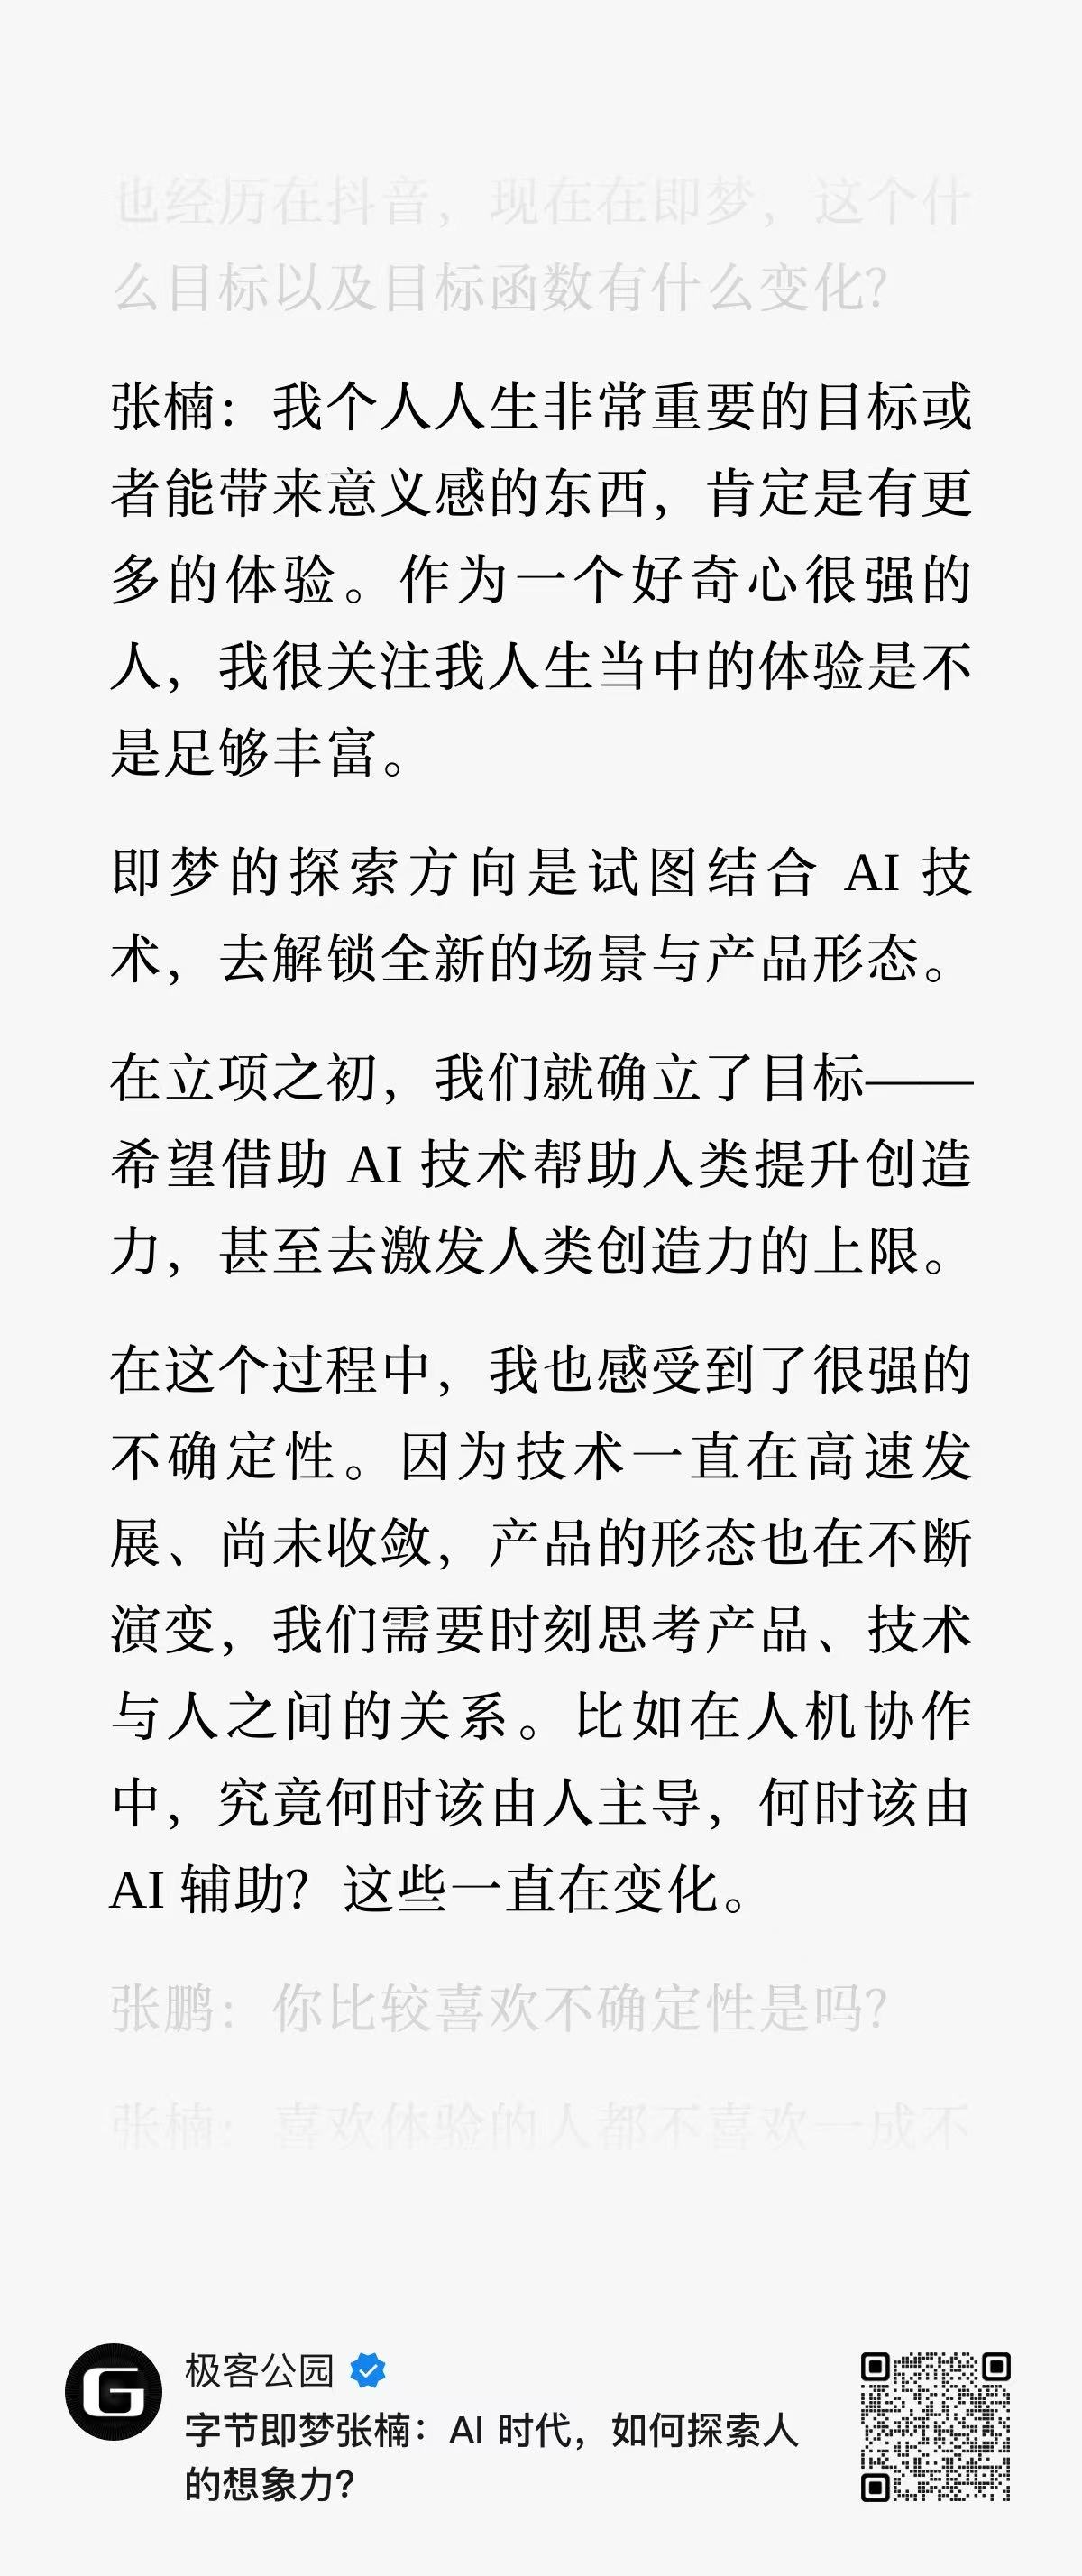 也经历在抖音，现在在即梦，这个什
么目标以及目标函数有什么变化？
张楠：我个人人生非常重要的目标或
者能带来意义感的东西，肯定是有更
多的体验。作为一个好奇心很强的
人，我很关注我人生当中的体验是不
是足够丰富。
即梦的探索方向是试图结合 AI 技
术，去解锁全新的场景与产品形态。
在立项之初，我们就确立了目标——
希望借助 AI 技术帮助人类提升创造
力，甚至去激发人类创造力的上限。
在这个过程中，我也感受到了很强的
不确定性。因为技术一直在高速发
展、尚未收敛，产品的形态也在不断
演变，我们需要时刻思考产品、技术
与人之间的关系。比如在人机协作
中，究竟何时该由人主导，何时该由
AI 辅助？这些一直在变化。
张鹏：你比较喜欢不确定性是吗？
张楠：喜欢体验的人都不喜欢一成不
G
极客公园
字节即梦张楠：AI 时代，如何探索人
的想象力？